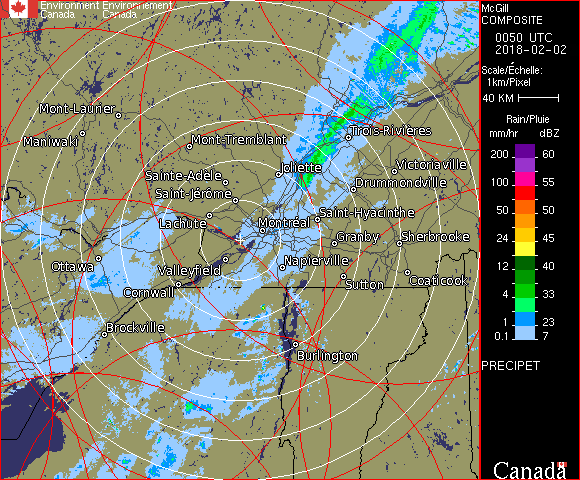 Environment Environnement
Canada Canada
McGill
COMPOSITE
0050 UTC
2018-02-02
Scale/Échelle:
1km/Pixel
40 KM
Rain/Pluie
mm/hr dBZ
200 60
100 55
50 50
24 45
12 40
4 33
1 23
0.1 7
PRECIPET
Canada
Mont-Laurier
Maniwaki
Mont-Tremblant
Trois-Rivières
Sainte-Adèle
Joliette
Victoriaville
Saint-Jérôme
Drummondville
Lachute
Saint-Hyacinthe
Montréal
Granby
Sherbrooke
Ottawa
Valleyfield
Napierville
Cornwall
Sutton
Coaticook
Brockville
Burlington